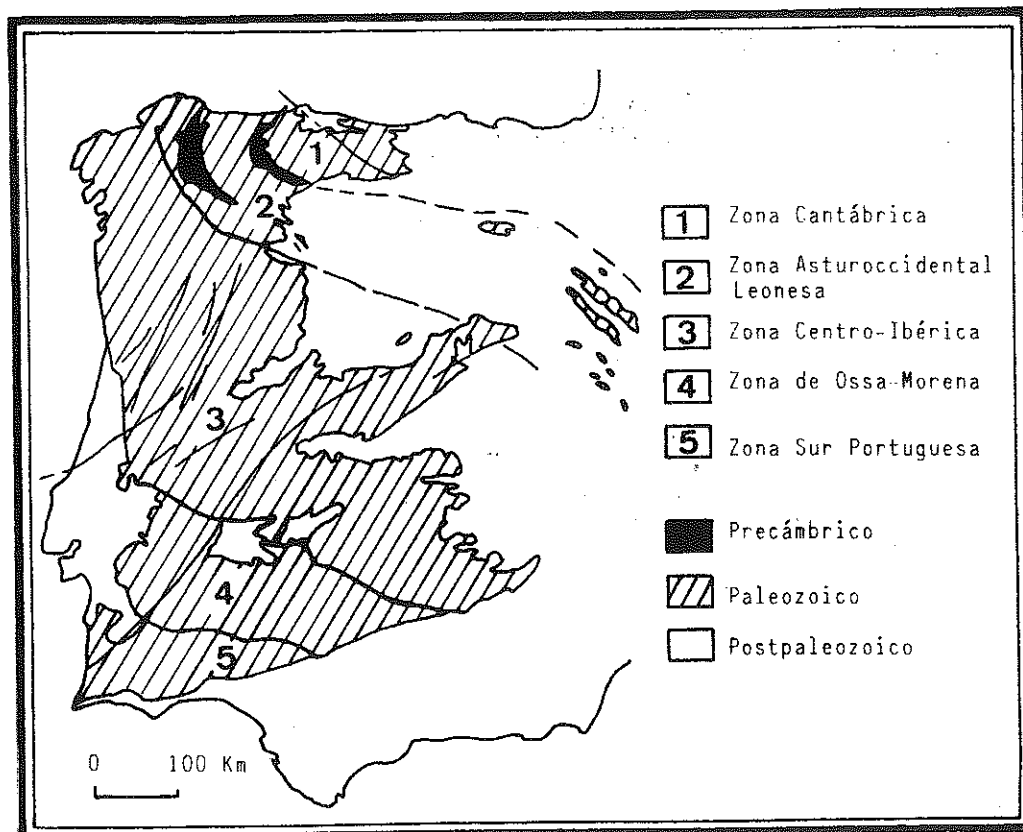 1
2
3
4
5
0 100 Km
1 Zona Cantábrica
2 Zona Asturoccidental
Leonesa
3 Zona Centro-Ibérica
4 Zona de Ossa-Morena
5 Zona Sur Portuguesa
Precámbrico
Paleozoico
Postpaleozoico